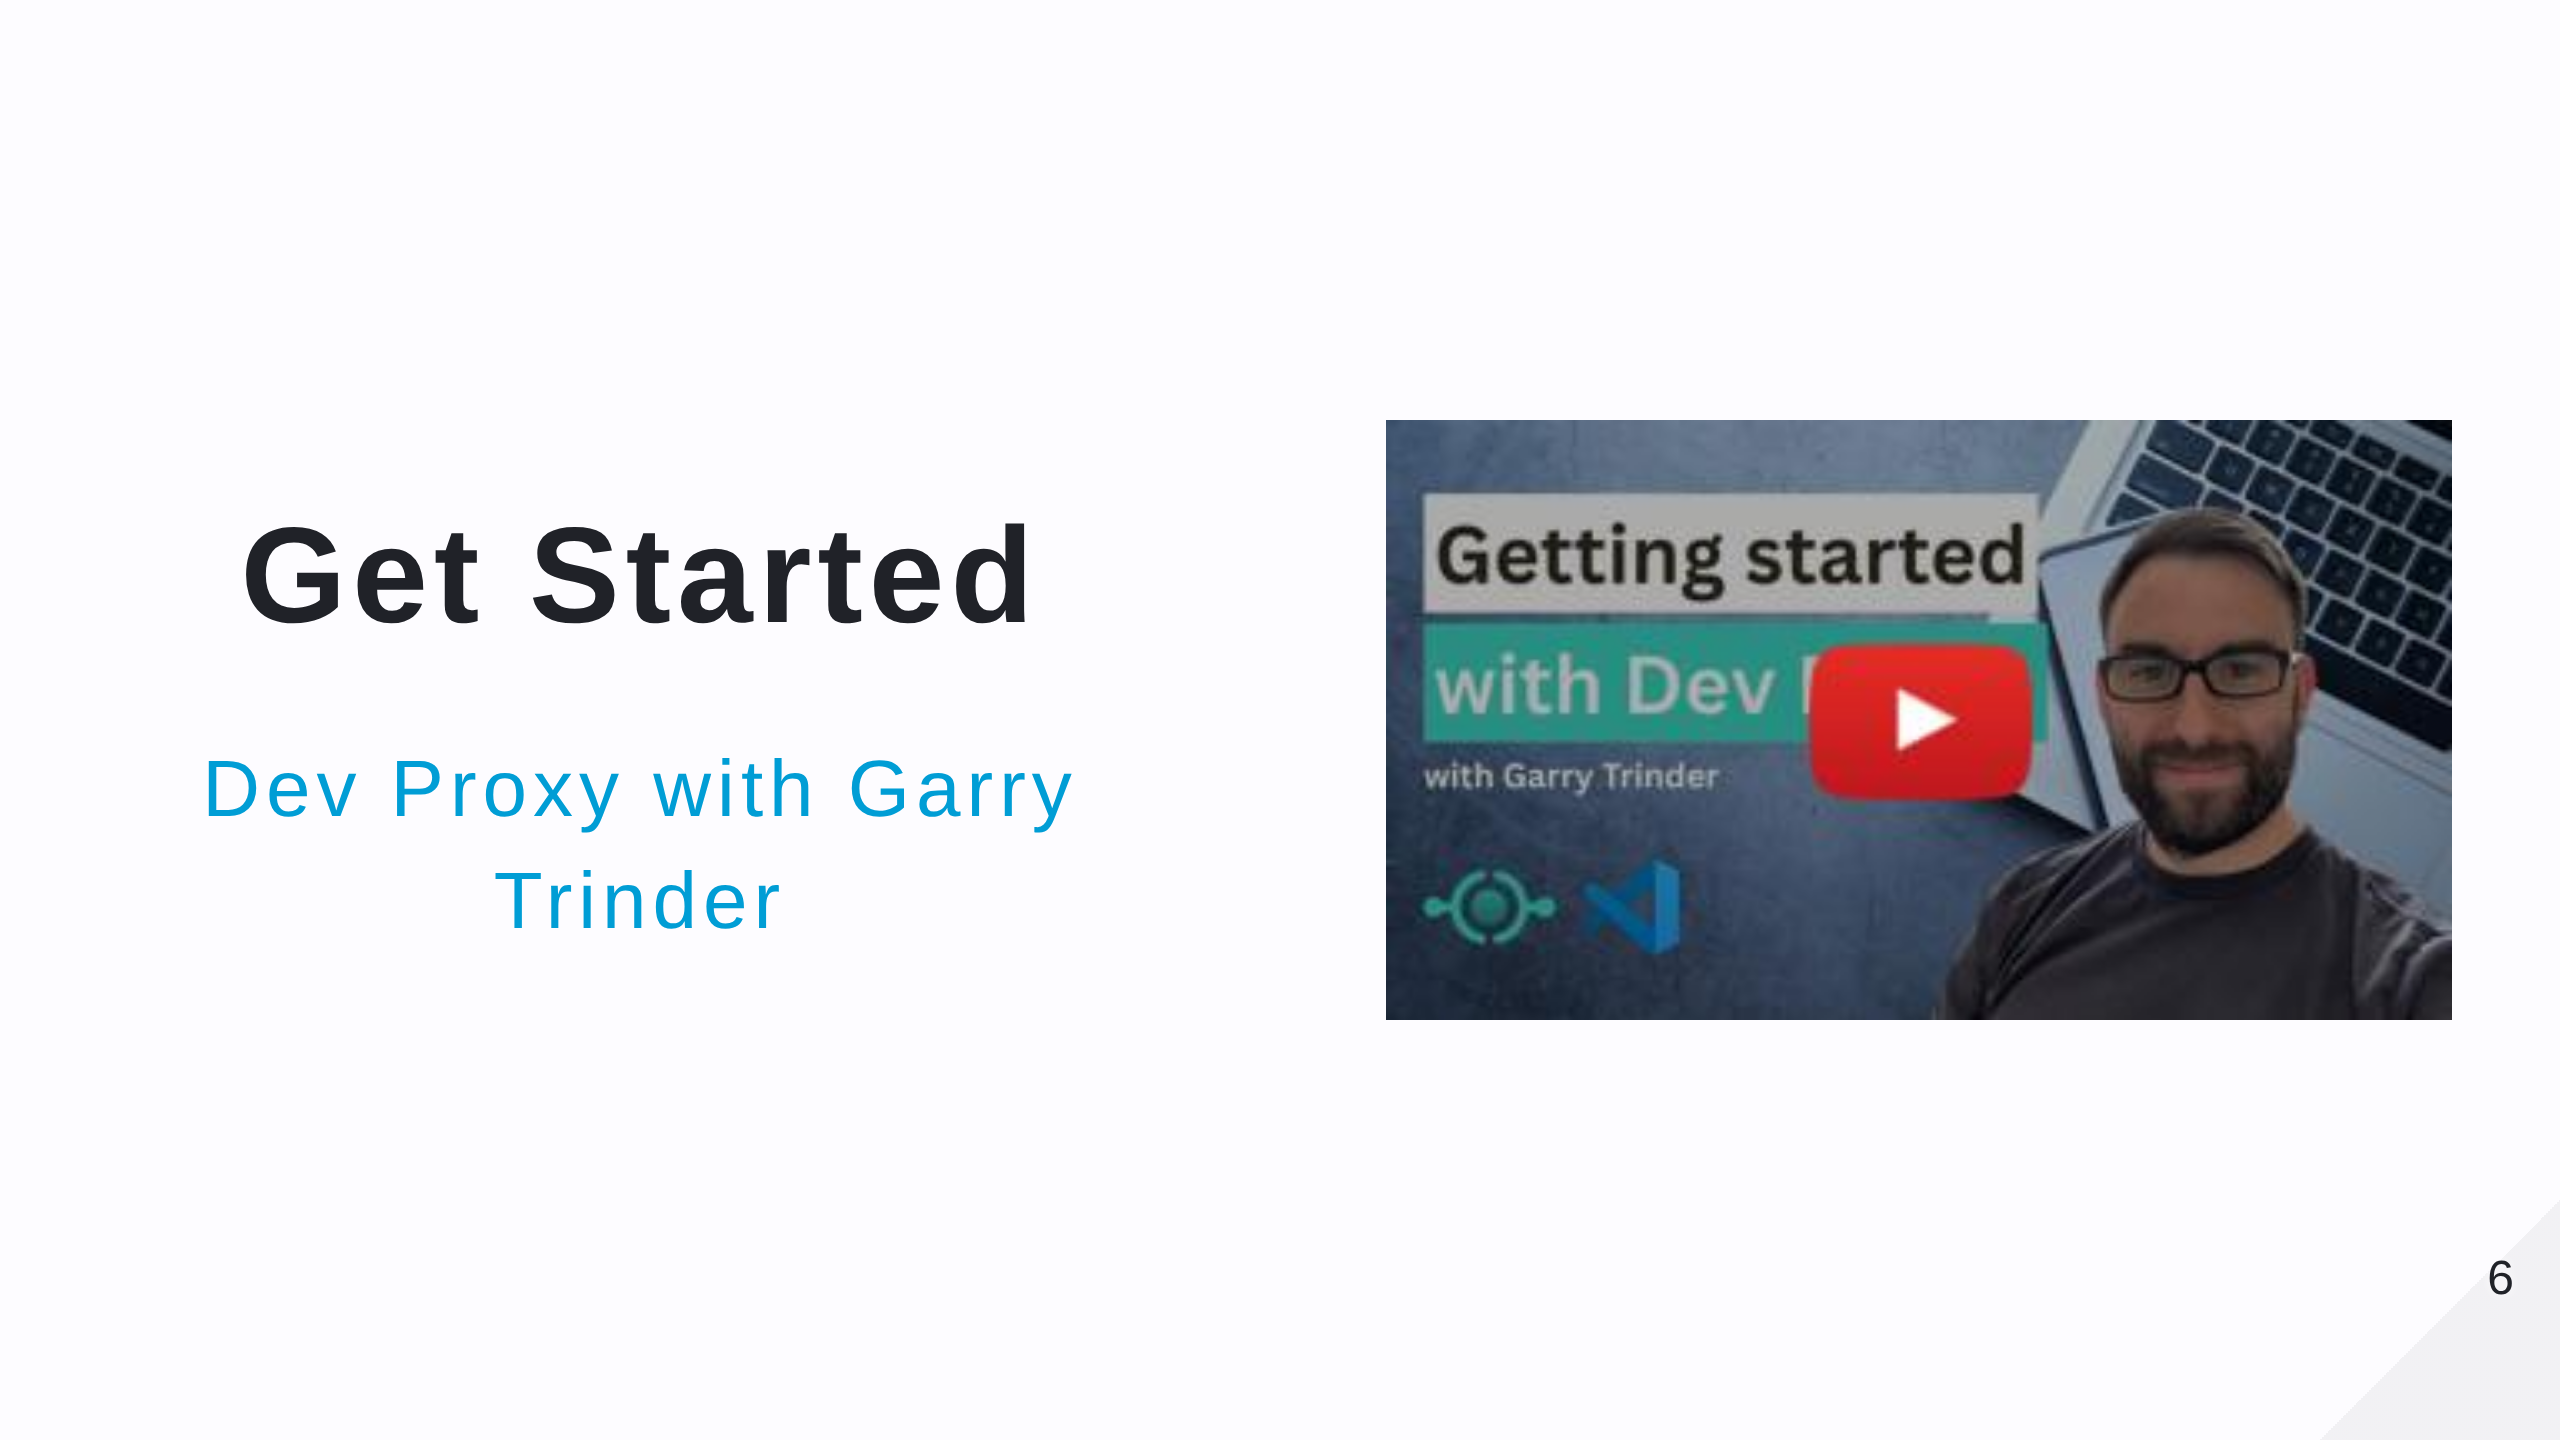 Get Started
Dev Proxy with Garry
Trinder
Getting started
with Dev
with Garry Trinder
6